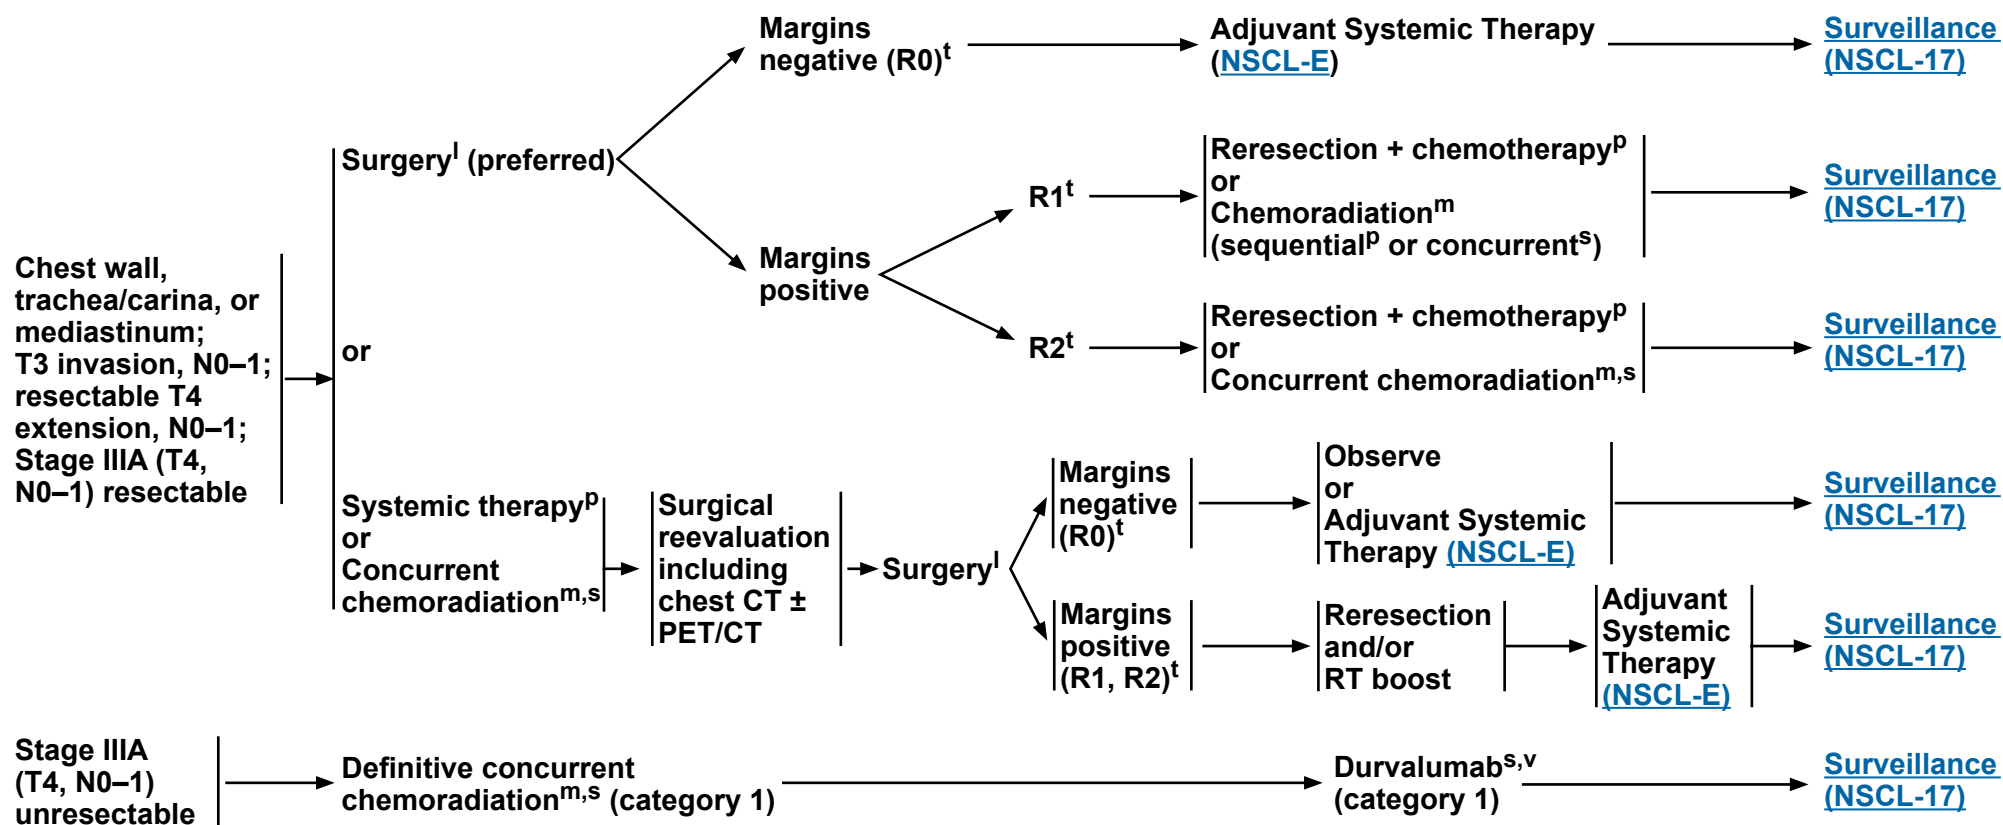 Chest wall,
trachea/carina, or
mediastinum;
T3 invasion, N0–1;
resectable T4
extension, N0–1;
Stage IIIA (T4,
N0–1) resectable
Surgeryˡ (preferred)
or
Systemic therapyᵖ
or
Concurrent
chemoradiationᵐ,ˢ
Margins
negative (R0)ᵗ
Adjuvant Systemic Therapy
(NSCL-E)
Surveillance
(NSCL-17)
Margins
positive
R1ᵗ
Reresection + chemotherapyᵖ
or
Chemoradiationᵐ
(sequentialᵖ or concurrentˢ)
Surveillance
(NSCL-17)
R2ᵗ
Reresection + chemotherapyᵖ
or
Concurrent chemoradiationᵐ,ˢ
Surveillance
(NSCL-17)
Surgical
reevaluation
including
chest CT ±
PET/CT
Surgeryˡ
Margins
negative
(R0)ᵗ
Observe
or
Adjuvant Systemic
Therapy (NSCL-E)
Surveillance
(NSCL-17)
Margins
positive
(R1, R2)ᵗ
Reresection
and/or
RT boost
Adjuvant
Systemic
Therapy
(NSCL-E)
Surveillance
(NSCL-17)
Stage IIIA
(T4, N0–1)
unresectable
Definitive concurrent
chemoradiationᵐ,ˢ (category 1)
Durvalumabˢ,ᵛ
(category 1)
Surveillance
(NSCL-17)